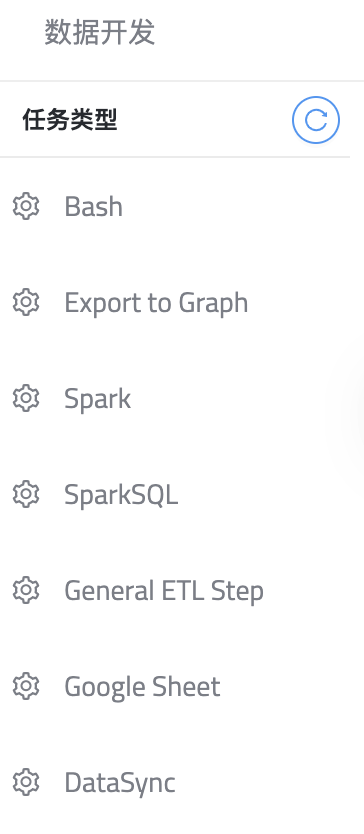 数据开发
任务类型
Bash
Export to Graph
Spark
SparkSQL
General ETL Step
Google Sheet
DataSync